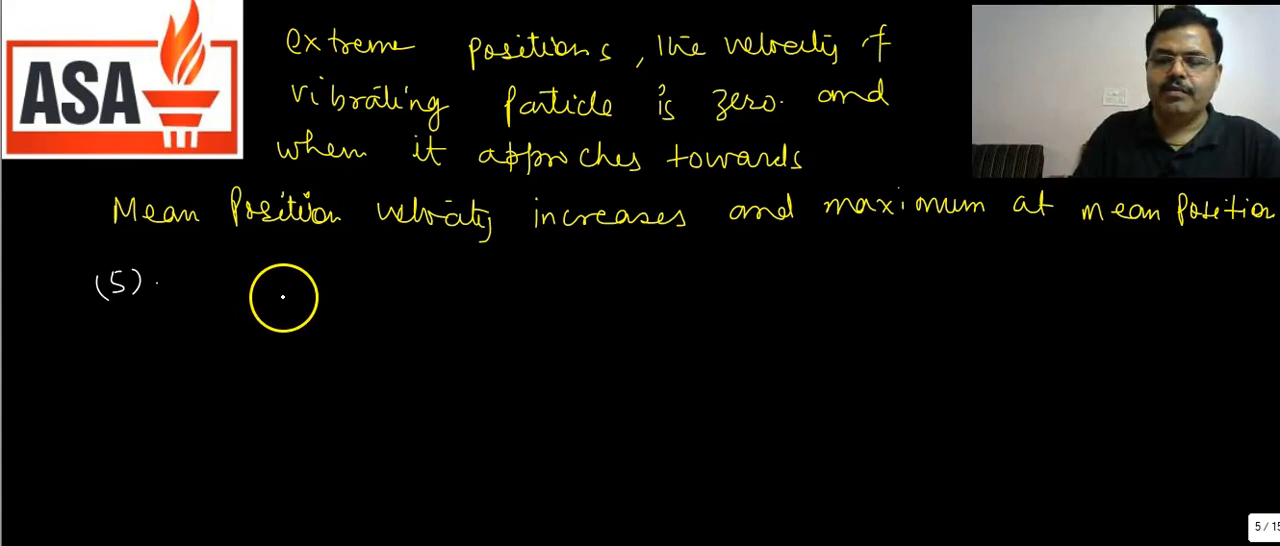 ASA
extreme positions, the velocity of
vibrating particle is zero. and
when it approches towards
Mean Position velocity increases and maximum at mean position
(5).
5 / 15